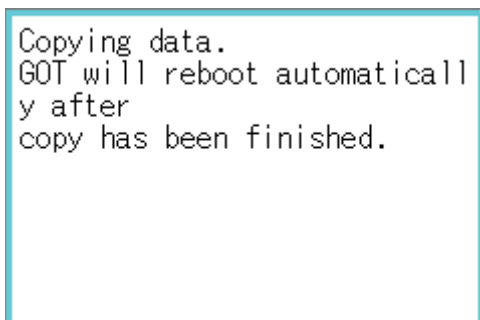 Copying data.
GOT will reboot automaticall
y after
copy has been finished.